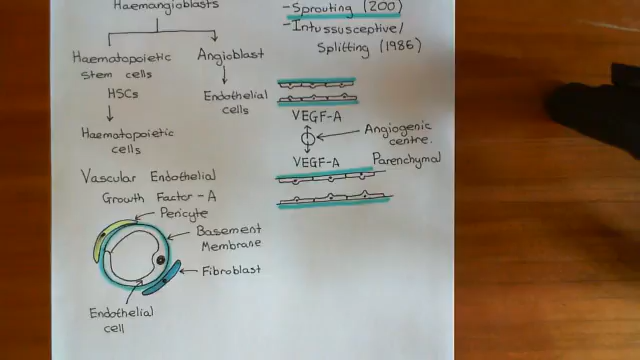 Haemangioblasts
Haematopoietic
stem cells
HSCs
Haematopoietic
cells
Angioblast
Endothelial
cells
Vascular Endothelial
Growth Factor-A
Pericyte
Basement
Membrane
Fibroblast
Endothelial
cell
-Sprouting (200)
-Intussusceptive/
Splitting (1986)
VEGF-A
Angiogenic
centre.
VEGF-A
Parenchymal